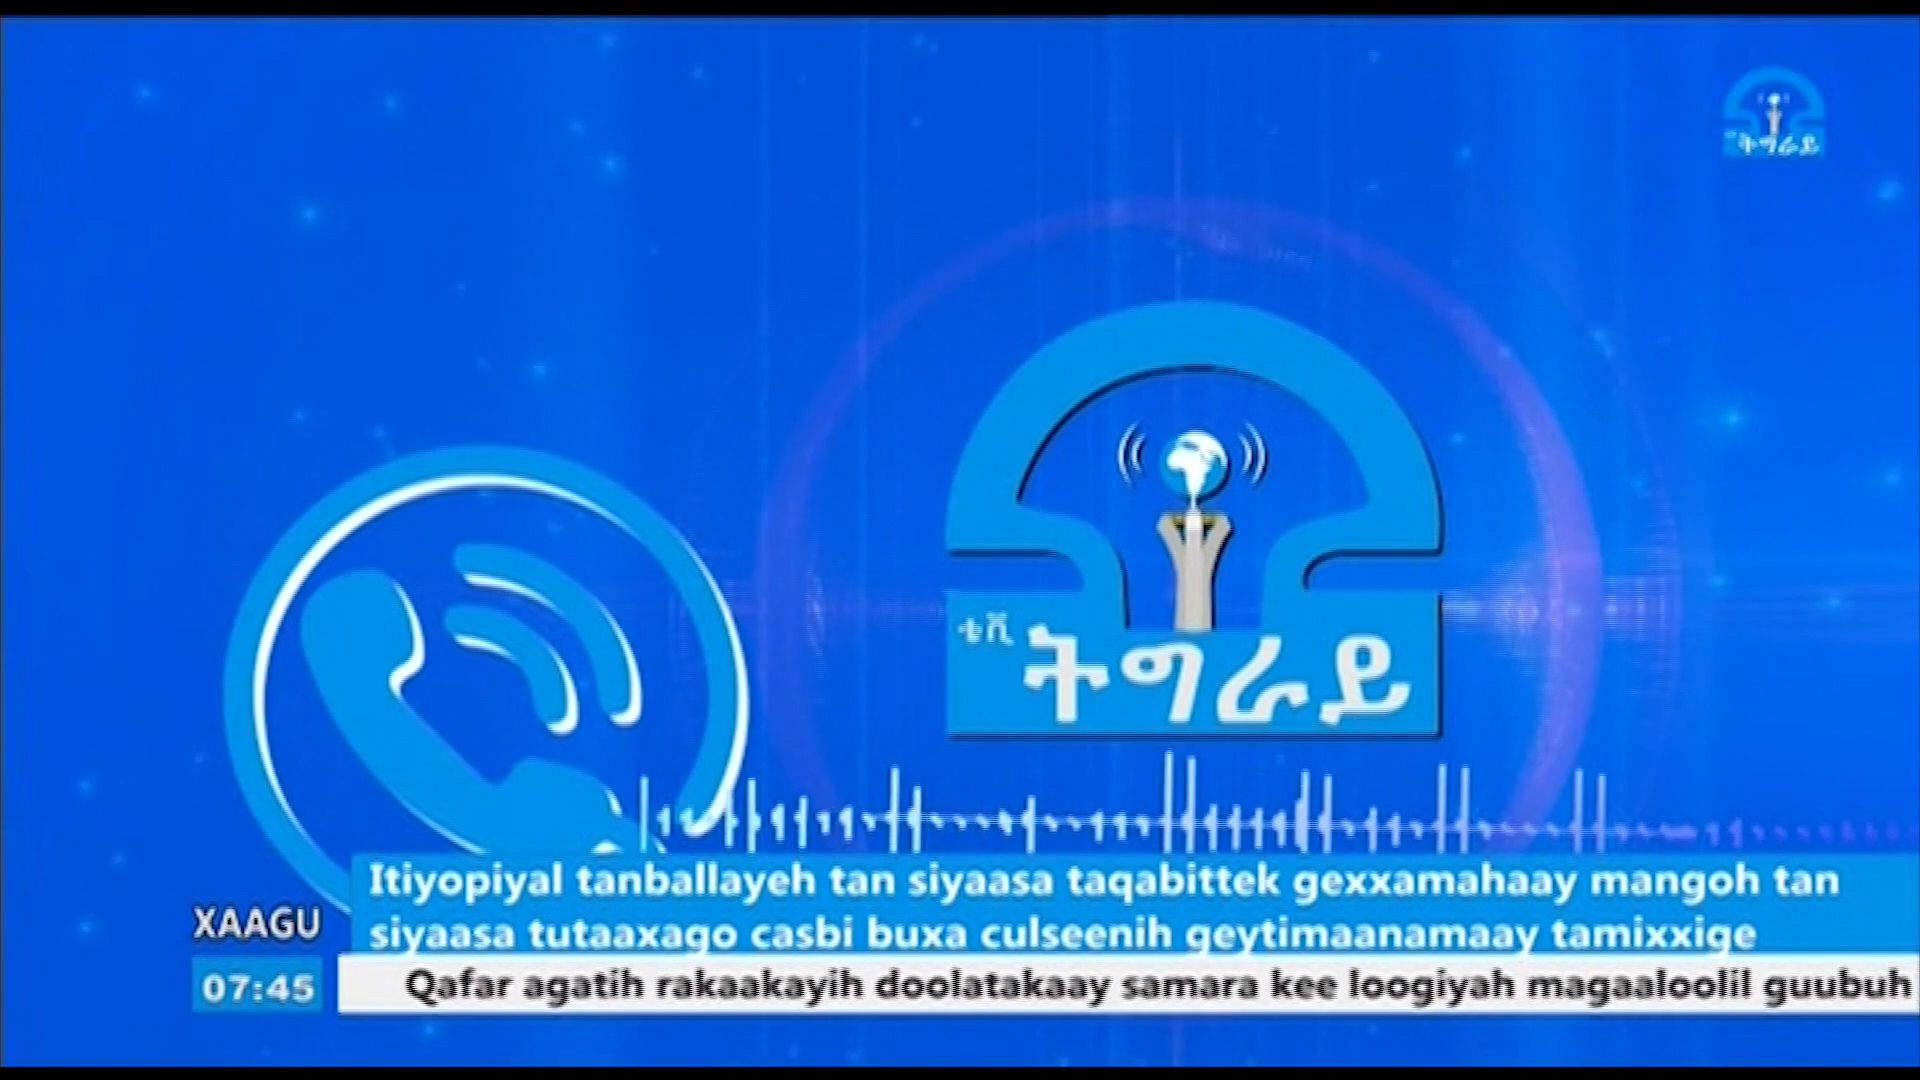 ትግራይ
ቴቪ
ትግራይ
Itiyopiyal tanballayeh tan siyaasa taqabittek gexxamahaay mangoh tan
XAAGU
siyaasa tutaaxago casbi buxa culseenih geytimaanamaay tamixxige
07:45
Qafar agatih rakaakayih doolatakaay samara kee loogiyah magaaloolil guubuh